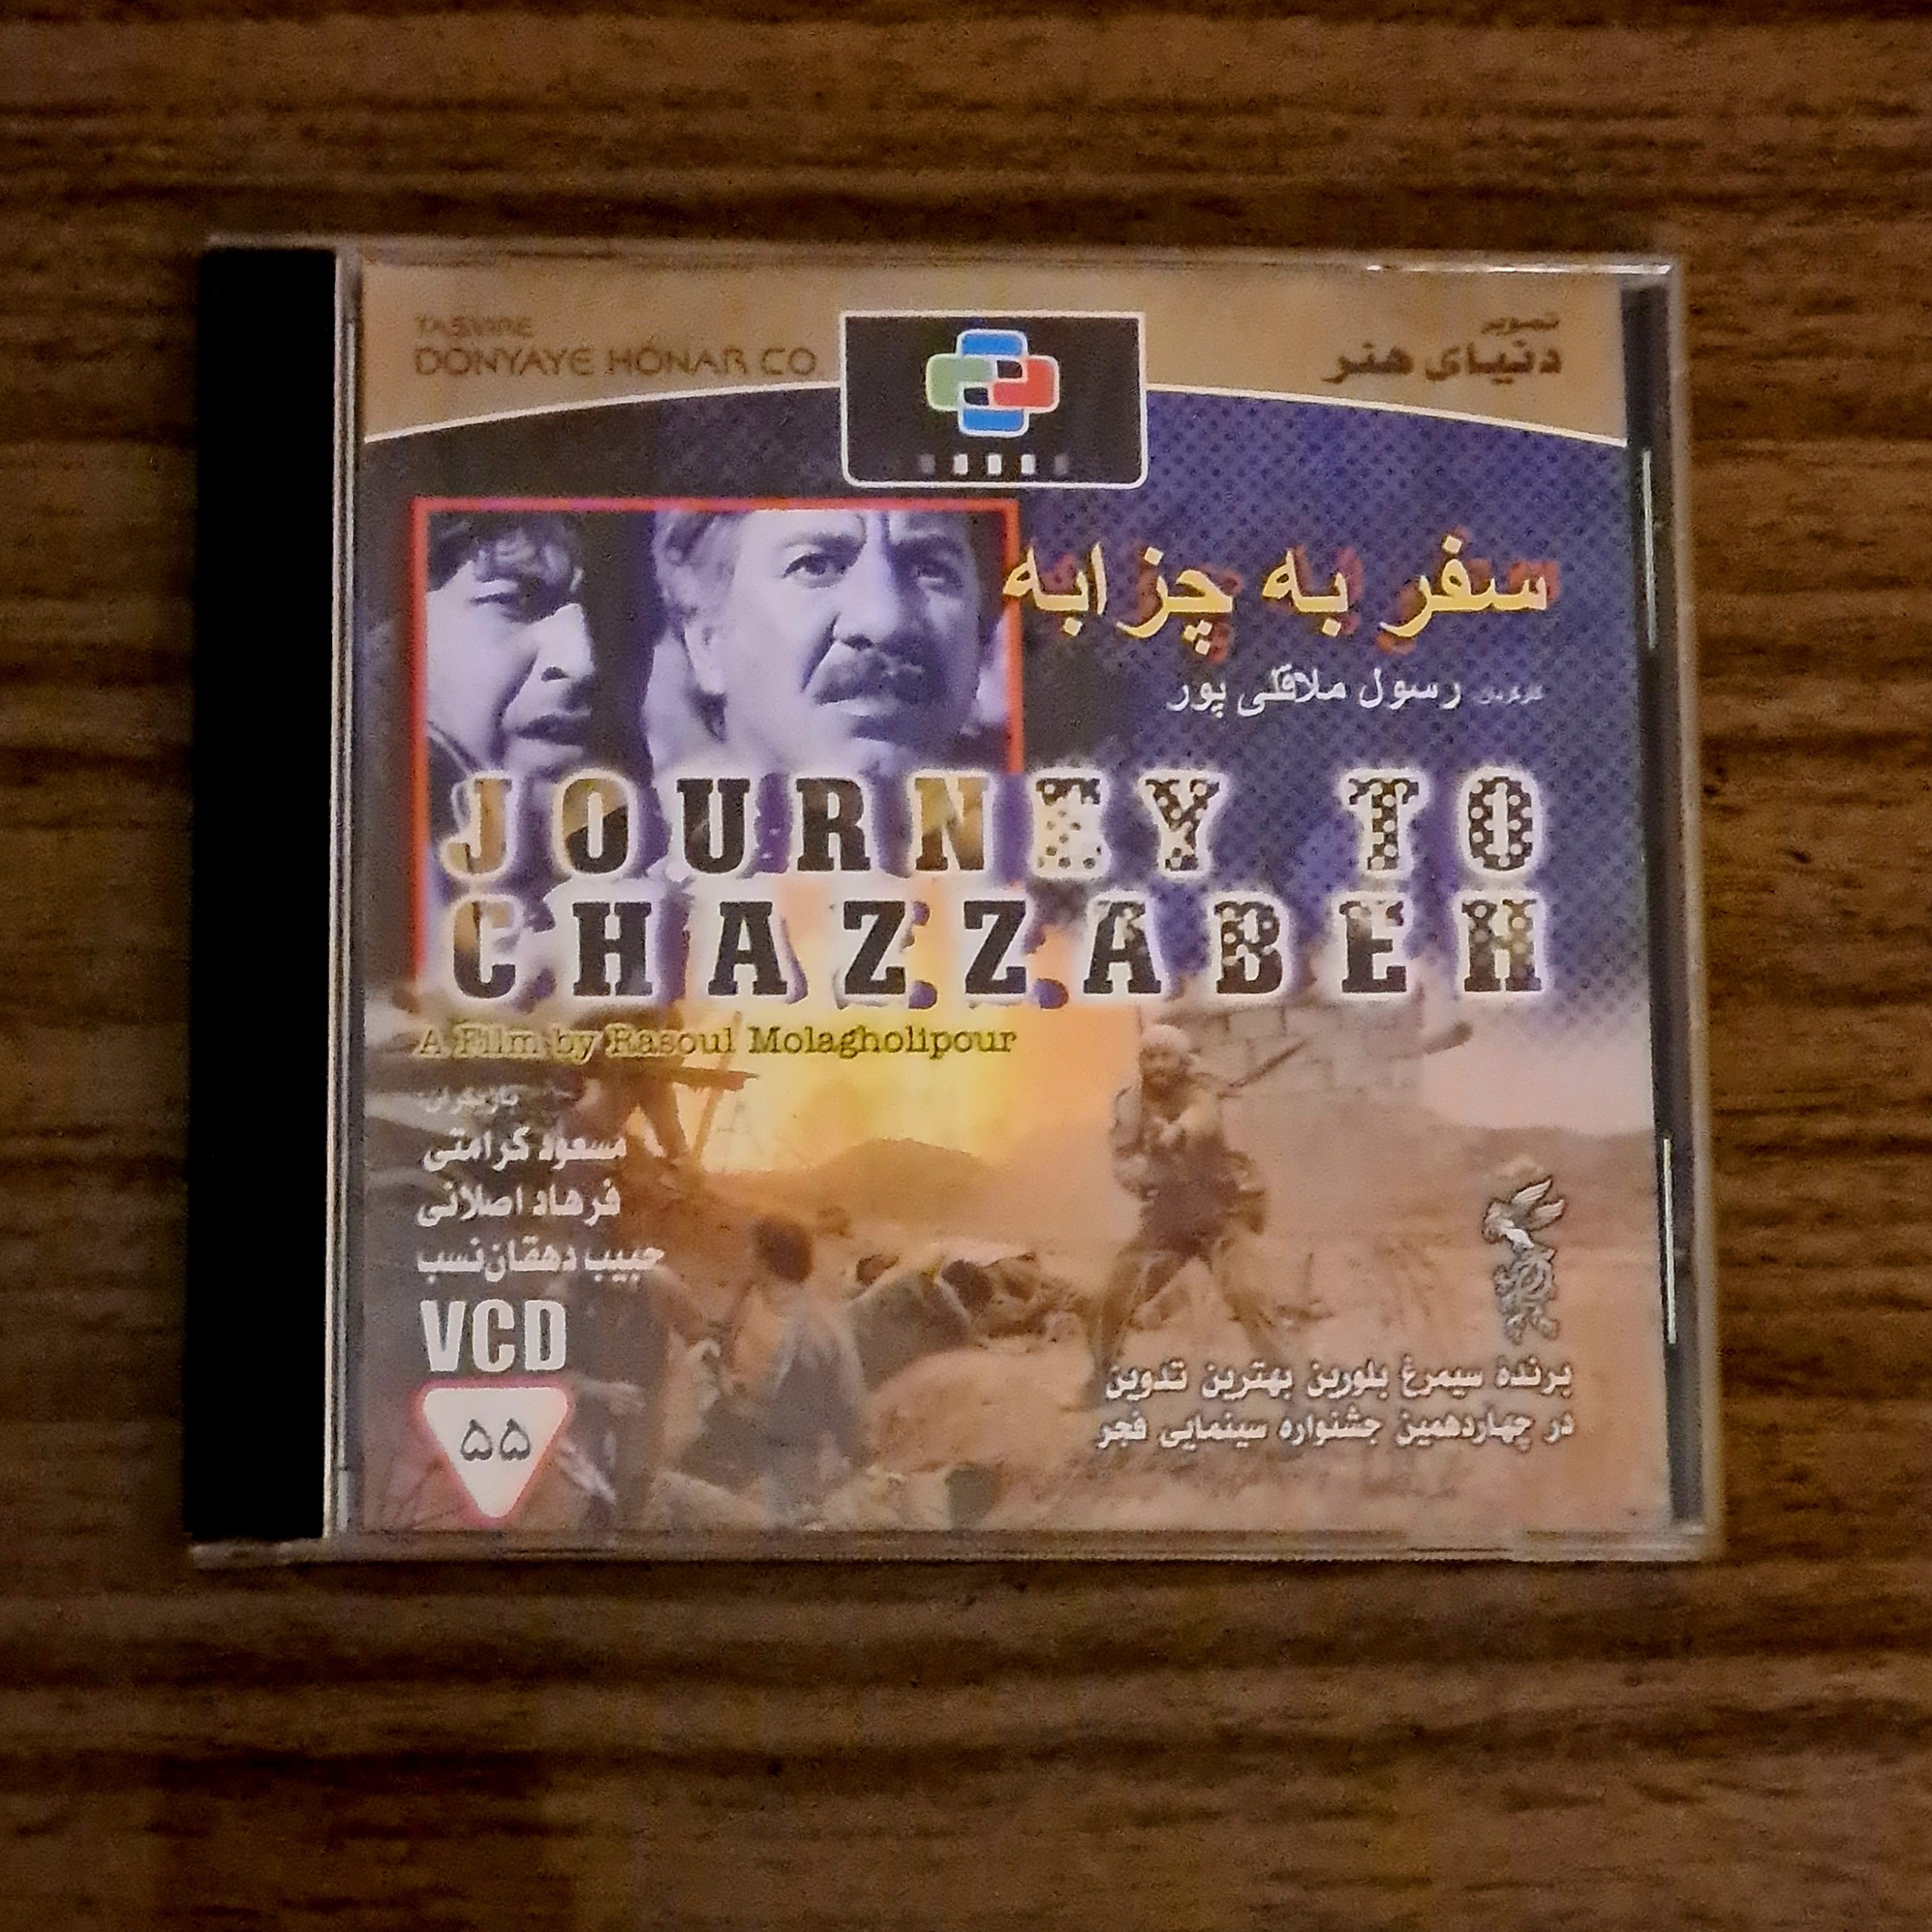 TASVIRE
DONYAYE HONAR CO
تصویر
دنیای هنر
سفر به چزابه
کارگردان: رسول ملاقلی پور
JOURNEY TO
CHAZZABEH
A Film by Rasoul Molagholipour
بازیگران:
مسعود کرامتی
فرهاد اصلانی
حبیب دهقان‌نسب
VCD
۵۵
برندهٔ سیمرغ بلورین بهترین تدوین
در چهاردهمین جشنواره سینمایی فجر